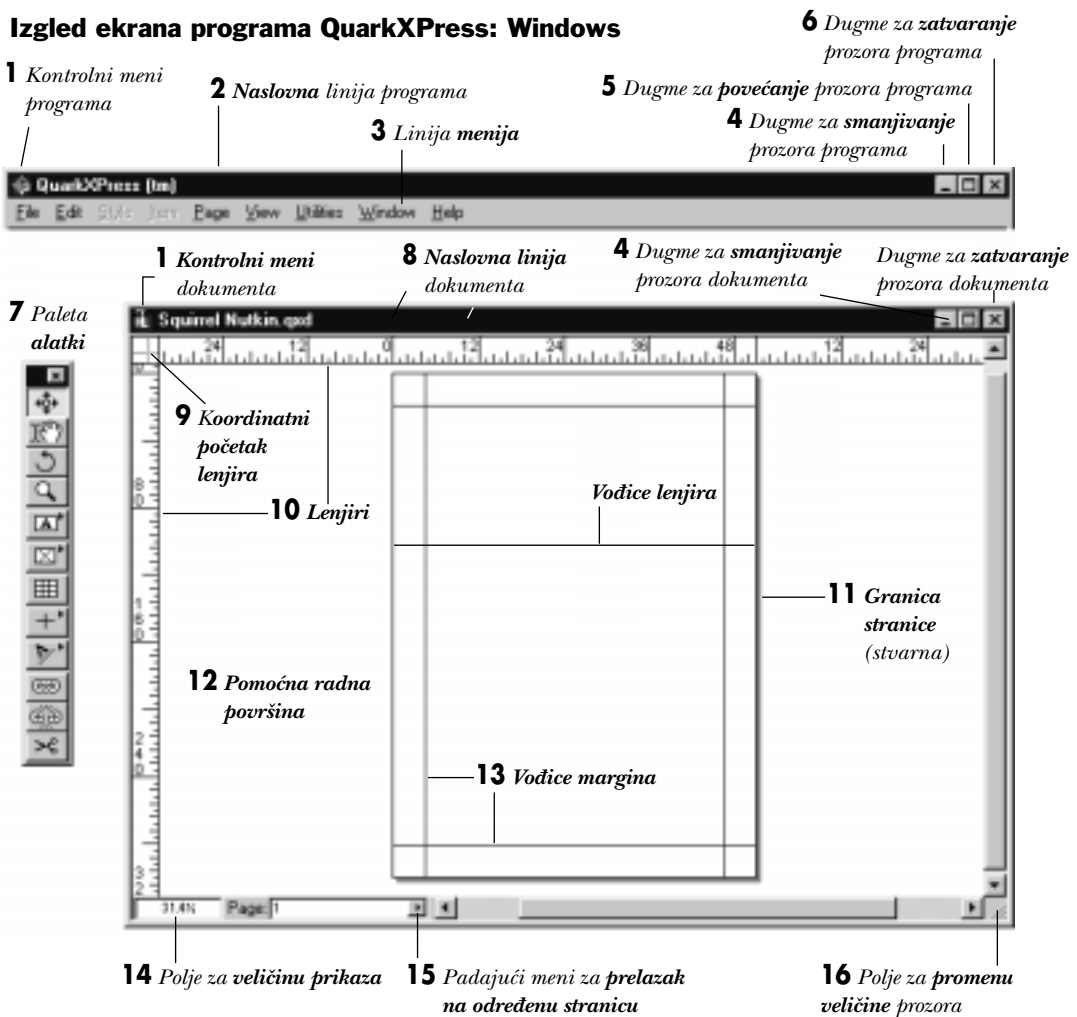 Izgled ekrana programa QuarkXPress: Windows
6 Dugme za zatvaranje
prozora programa
1 Kontrolni meni
programa
2 Naslovna linija programa
5 Dugme za povećanje prozora programa
3 Linija menija
4 Dugme za smanjivanje
prozora programa
QuarkXPress (tm)
File Edit Style Item Page View Utilities Window Help
1 Kontrolni meni
dokumenta
8 Naslovna linija
dokumenta
4 Dugme za smanjivanje
prozora dokumenta
Dugme za zatvaranje
prozora dokumenta
7 Paleta
alatki
Squirrel Nutkin.qxd
24 12 0 12 24 36 48 12 24
9 Koordinatni
početak
lenjira
80
10 Lenjiri
Vođice lenjira
160
11 Granica
stranice
(stvarna)
12 Pomoćna radna
površina
240
13 Vođice margina
32
31.4% Page: 1
14 Polje za veličinu prikaza
15 Padajući meni za prelazak
na određenu stranicu
16 Polje za promenu
veličine prozora